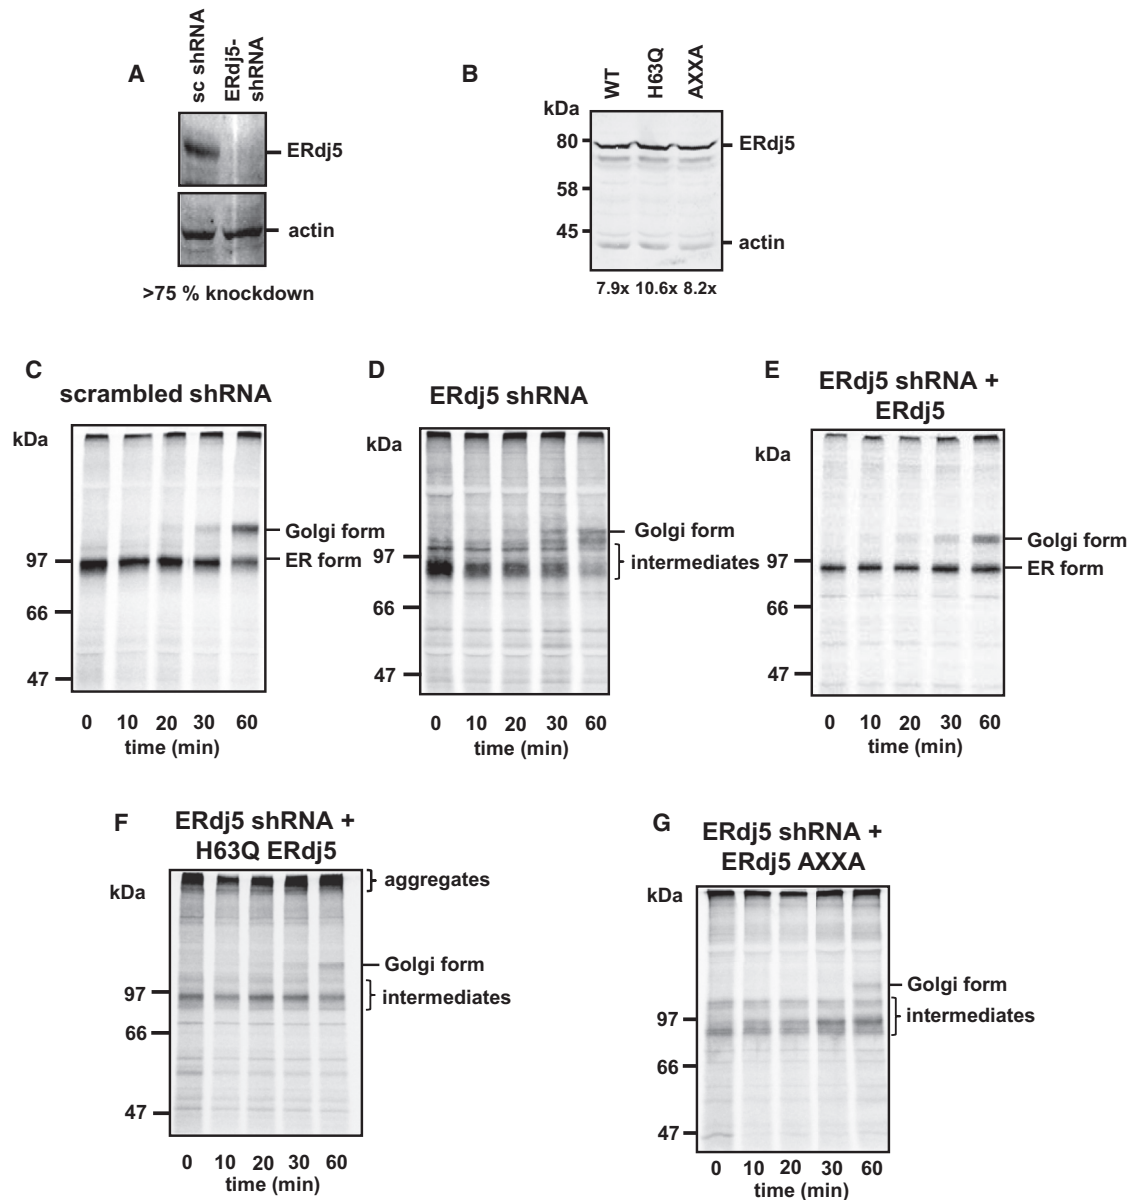 A
sc shRNA
ERdj5-
shRNA
ERdj5
actin
>75 % knockdown
B
WT
H63Q
AXXA
kDa
80
58
45
ERdj5
actin
7.9x 10.6x 8.2x
C
scrambled shRNA
kDa
97
66
47
Golgi form
ER form
0 10 20 30 60
time (min)
D
ERdj5 shRNA
kDa
97
66
47
Golgi form
intermediates
0 10 20 30 60
time (min)
E
ERdj5 shRNA +
ERdj5
kDa
97
66
47
Golgi form
ER form
0 10 20 30 60
time (min)
F
ERdj5 shRNA +
H63Q ERdj5
kDa
97
66
47
aggregates
Golgi form
intermediates
0 10 20 30 60
time (min)
G
ERdj5 shRNA +
ERdj5 AXXA
kDa
97
66
47
Golgi form
intermediates
0 10 20 30 60
time (min)